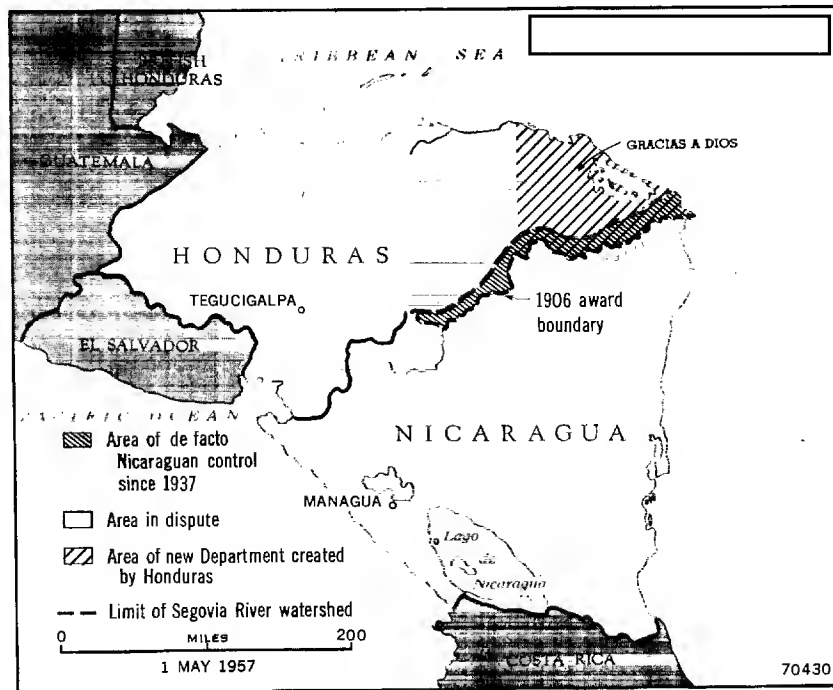 SEA
HONDURAS
GUATEMALA
GRACIAS A DIOS
HONDURAS
TEGUCIGALPA
1906 award
boundary
EL SALVADOR
OCEAN
NICARAGUA
Area of de facto
Nicaraguan control
since 1937
MANAGUA
Area in dispute
Lago
de
Nicaragua
Area of new Department created
by Honduras
Limit of Segovia River watershed
0 MILES 200
1 MAY 1957
COSTA RICA
70430